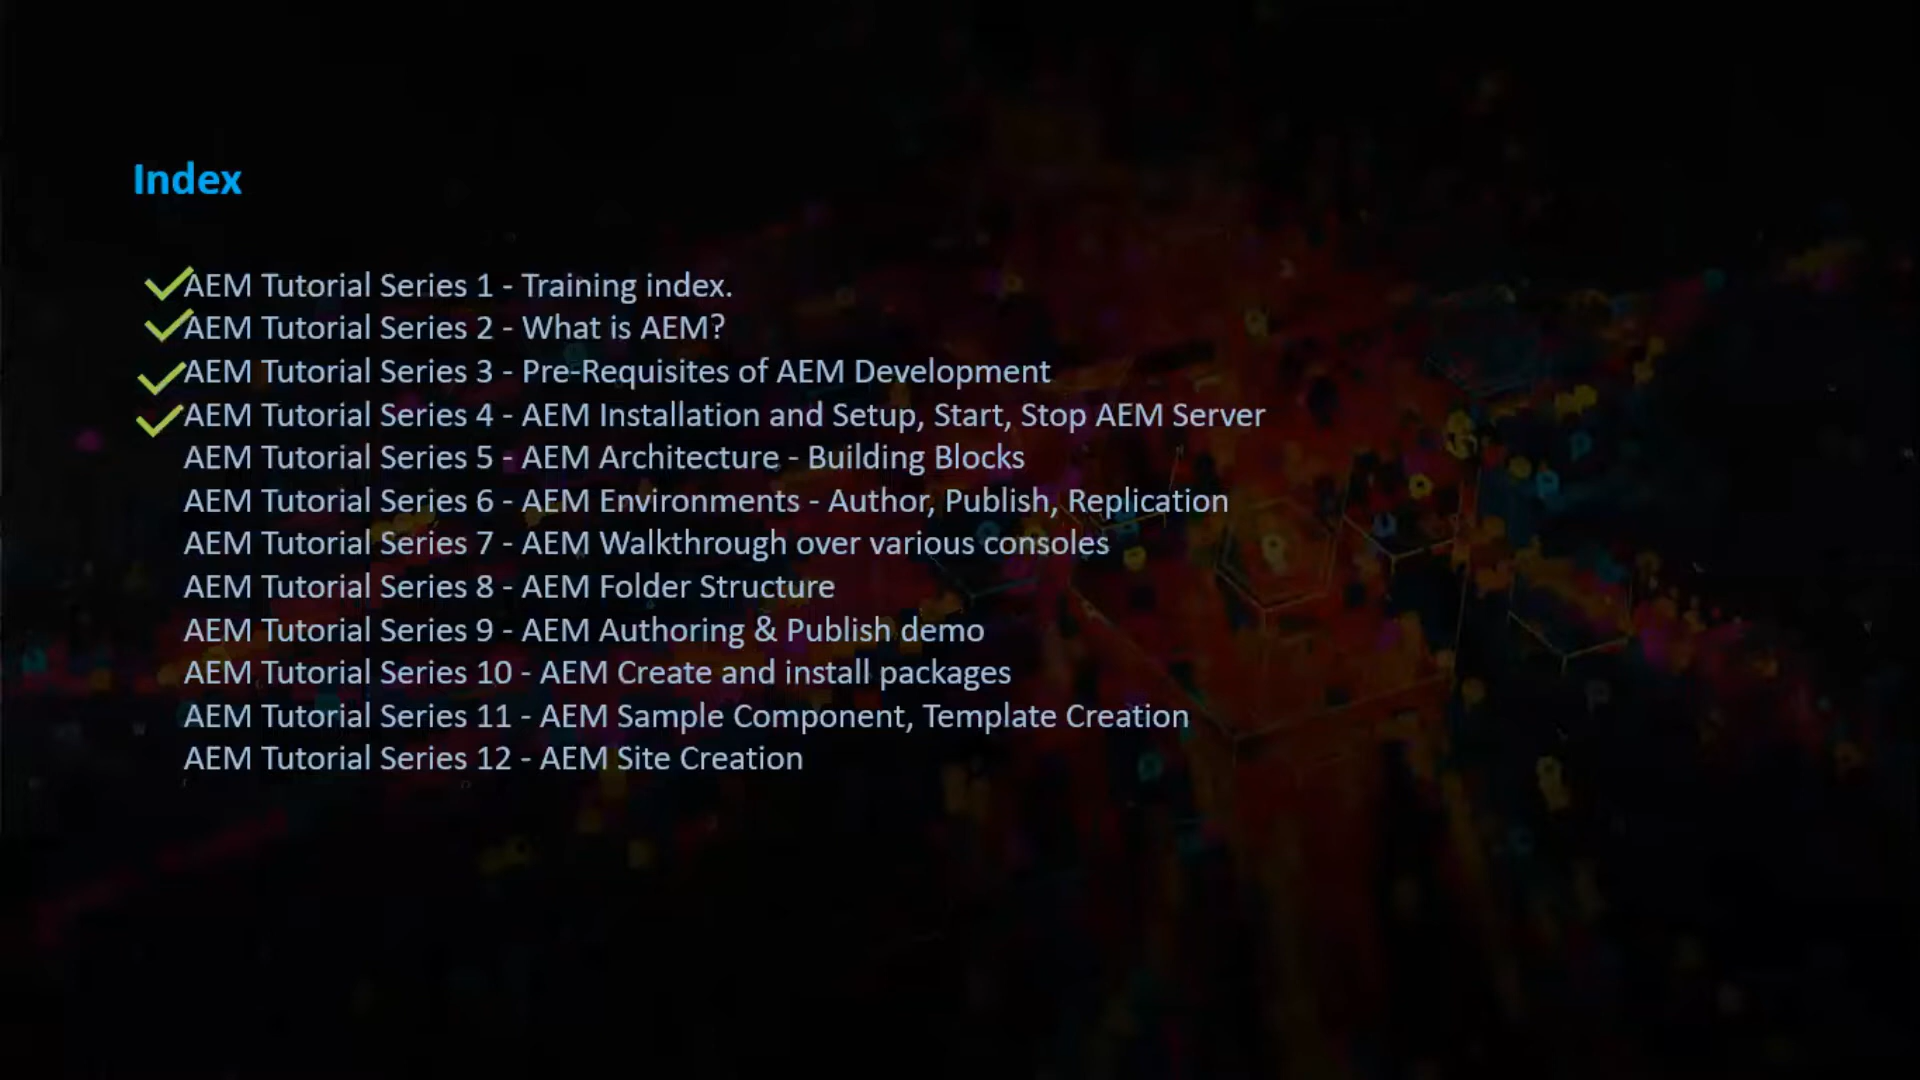 Index
AEM Tutorial Series 1 - Training index.
AEM Tutorial Series 2 - What is AEM?
AEM Tutorial Series 3 - Pre-Requisites of AEM Development
AEM Tutorial Series 4 - AEM Installation and Setup, Start, Stop AEM Server
AEM Tutorial Series 5 - AEM Architecture - Building Blocks
AEM Tutorial Series 6 - AEM Environments - Author, Publish, Replication
AEM Tutorial Series 7 - AEM Walkthrough over various consoles
AEM Tutorial Series 8 - AEM Folder Structure
AEM Tutorial Series 9 - AEM Authoring & Publish demo
AEM Tutorial Series 10 - AEM Create and install packages
AEM Tutorial Series 11 - AEM Sample Component, Template Creation
AEM Tutorial Series 12 - AEM Site Creation